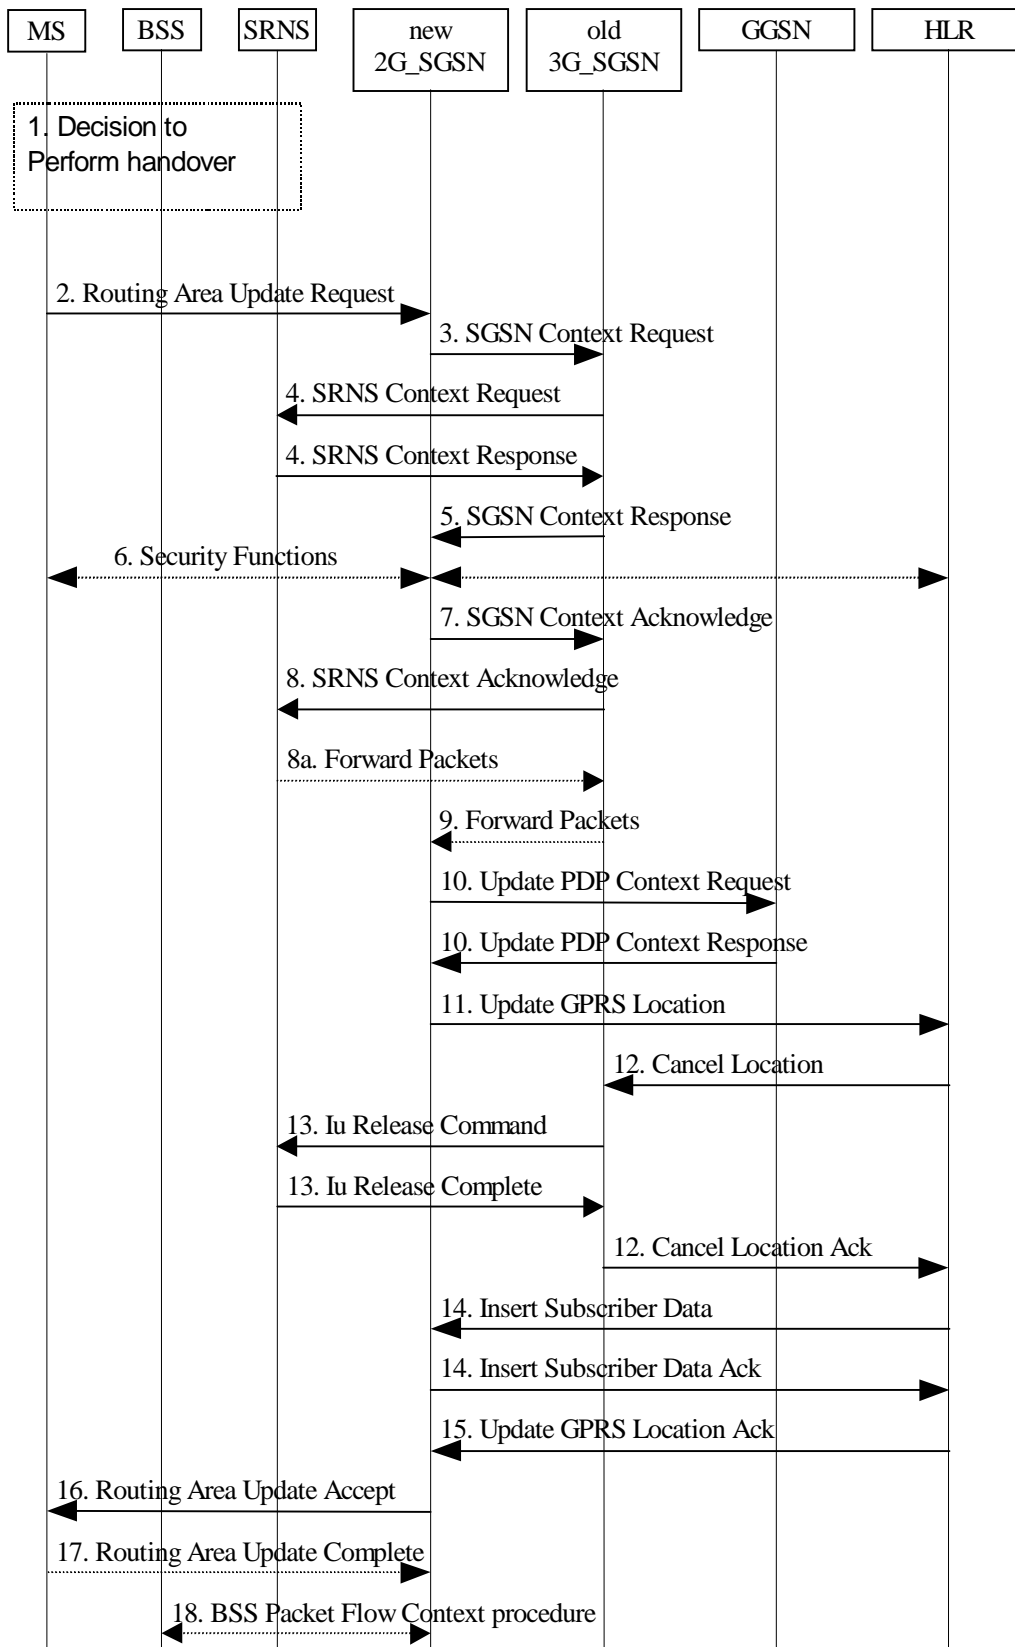 MS
BSS
SRNS
new
2G_SGSN
old
3G_SGSN
GGSN
HLR
1. Decision to
Perform handover
2. Routing Area Update Request
3. SGSN Context Request
4. SRNS Context Request
4. SRNS Context Response
5. SGSN Context Response
6. Security Functions
7. SGSN Context Acknowledge
8. SRNS Context Acknowledge
8a. Forward Packets
9. Forward Packets
10. Update PDP Context Request
10. Update PDP Context Response
11. Update GPRS Location
12. Cancel Location
13. Iu Release Command
13. Iu Release Complete
12. Cancel Location Ack
14. Insert Subscriber Data
14. Insert Subscriber Data Ack
15. Update GPRS Location Ack
16. Routing Area Update Accept
17. Routing Area Update Complete
18. BSS Packet Flow Context procedure